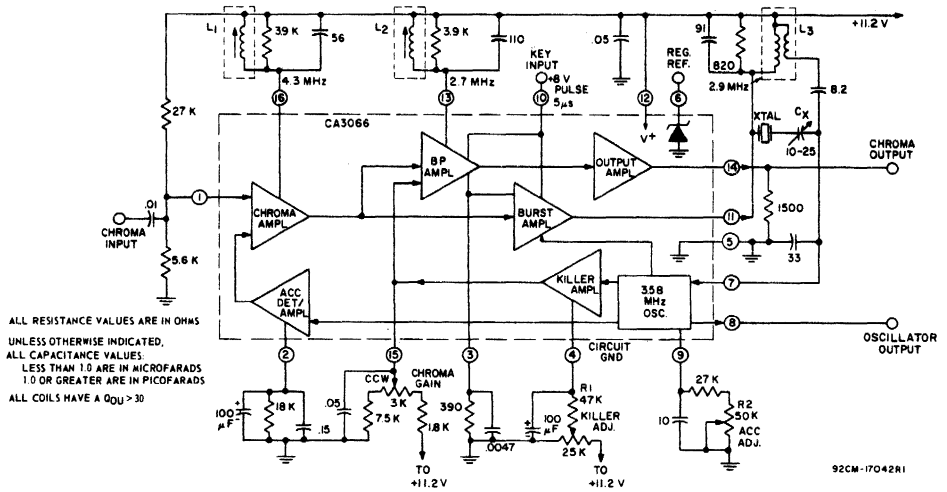 L1
3.9 K
56
L2
3.9 K
110
.05
91
820
L3
+11.2 V
4.3 MHz
2.7 MHz
KEY
INPUT
+8 V
PULSE
5µs
REG.
REF.
2.9 MHz
8.2
16
13
10
12
6
27 K
CA3066
V+
XTAL
CX
10-25
BP
AMPL
OUTPUT
AMPL
14
CHROMA
OUTPUT
1
CHROMA
AMPL
BURST
AMPL
11
1500
.01
CHROMA
INPUT
5
33
5.6 K
ACC
DET/
AMPL
KILLER
AMPL
3.58
MHz
OSC.
7
8
OSCILLATOR
OUTPUT
CIRCUIT
GND
2
15
3
4
9
ALL RESISTANCE VALUES ARE IN OHMS
UNLESS OTHERWISE INDICATED,
ALL CAPACITANCE VALUES:
LESS THAN 1.0 ARE IN MICROFARADS
1.0 OR GREATER ARE IN PICOFARADS
ALL COILS HAVE A QOU > 30
100
µF
+
-
18 K
.15
.05
CCW
CHROMA
GAIN
3 K
7.5 K
1.8 K
TO
+11.2 V
390
.0047
100
µF
+
-
R1
47 K
KILLER
ADJ.
25 K
TO
+11.2 V
27 K
10
R2
50 K
ACC
ADJ.
92CM-17042R1